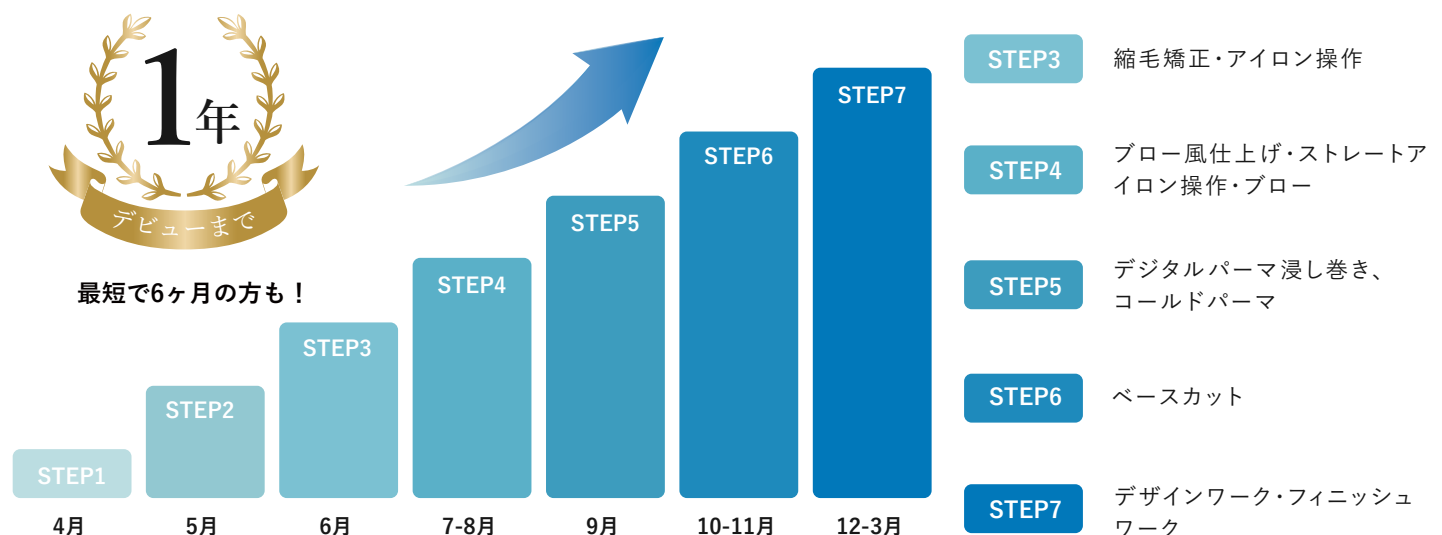 1年
デビューまで
最短で6ヶ月の方も！
STEP1
STEP2
STEP3
STEP4
STEP5
STEP6
STEP7
4月
5月
6月
7-8月
9月
10-11月
12-3月
STEP3
縮毛矯正・アイロン操作
STEP4
ブロー風仕上げ・ストレートア
イロン操作・ブロー
STEP5
デジタルパーマ浸し巻き、
コールドパーマ
STEP6
ベースカット
STEP7
デザインワーク・フィニッシュ
ワーク